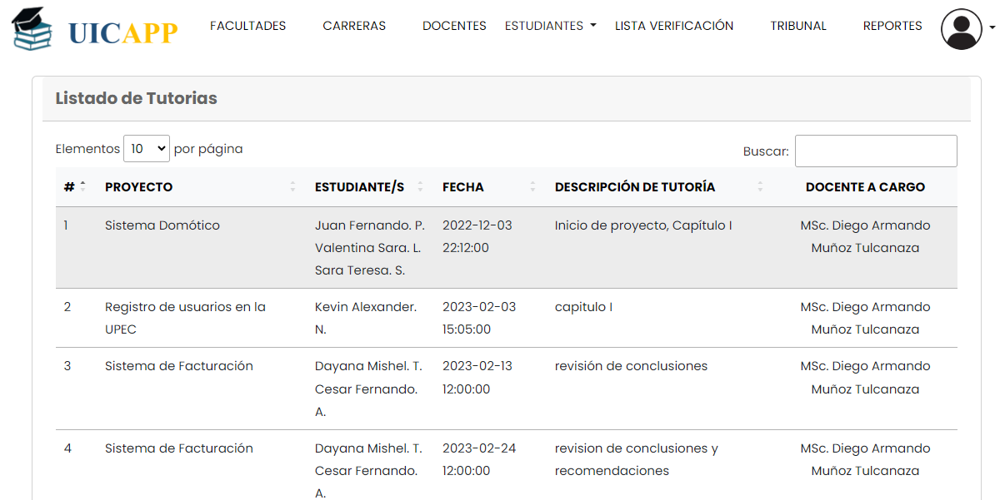 UICAPP
FACULTADES CARRERAS DOCENTES ESTUDIANTES LISTA VERIFICACIÓN TRIBUNAL REPORTES
Listado de Tutorias
Elementos 10 por página
Buscar:
# PROYECTO ESTUDIANTE/S FECHA DESCRIPCIÓN DE TUTORÍA DOCENTE A CARGO
1 Sistema Domótico Juan Fernando. P. 2022-12-03 Inicio de proyecto, Capítulo I MSc. Diego Armando
Valentina Sara. L. 22:12:00 Muñoz Tulcanaza
Sara Teresa. S.
2 Registro de usuarios en la Kevin Alexander. 2023-02-03 capitulo I MSc. Diego Armando
UPEC N. 15:05:00 Muñoz Tulcanaza
3 Sistema de Facturación Dayana Mishel. T. 2023-02-13 revisión de conclusiones MSc. Diego Armando
Cesar Fernando. 12:00:00 Muñoz Tulcanaza
A.
4 Sistema de Facturación Dayana Mishel. T. 2023-02-24 revision de conclusiones y MSc. Diego Armando
Cesar Fernando. 12:00:00 recomendaciones Muñoz Tulcanaza
A.